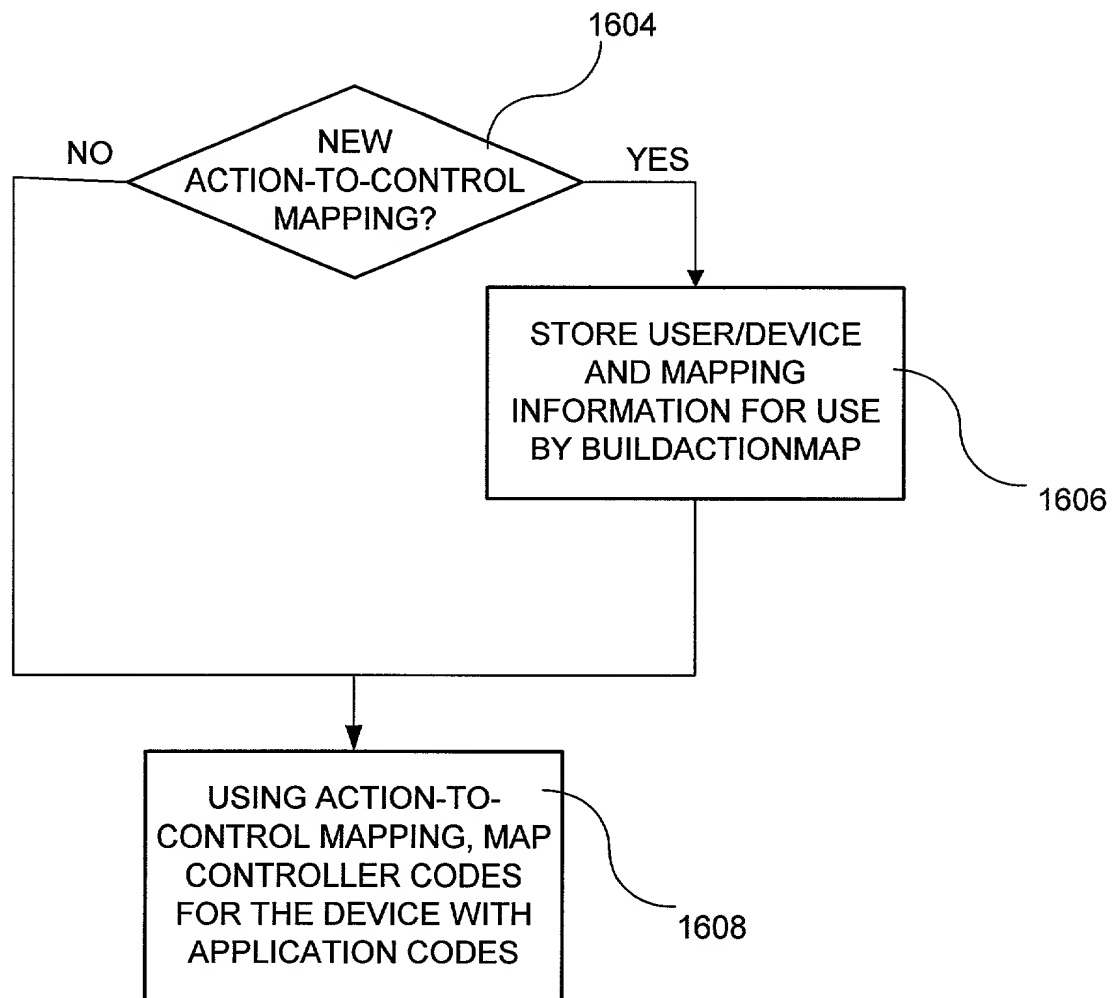 1604
NEW
ACTION-TO-CONTROL
MAPPING?
NO
YES
STORE USER/DEVICE
AND MAPPING
INFORMATION FOR USE
BY BUILDACTIONMAP
1606
USING ACTION-TO-
CONTROL MAPPING, MAP
CONTROLLER CODES
FOR THE DEVICE WITH
APPLICATION CODES
1608